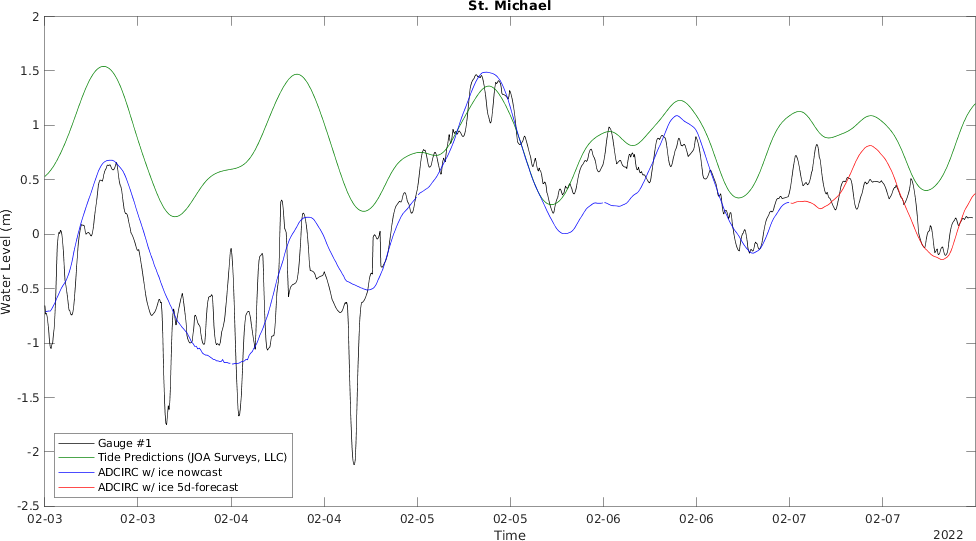 St. Michael
2
1.5
1
0.5
0
-0.5
-1
-1.5
-2
-2.5
Water Level (m)
Gauge #1
Tide Predictions (JOA Surveys, LLC)
ADCIRC w/ ice nowcast
ADCIRC w/ ice 5d-forecast
02-03 02-03 02-04 02-04 02-05 02-05 02-06 02-06 02-07 02-07
Time
2022